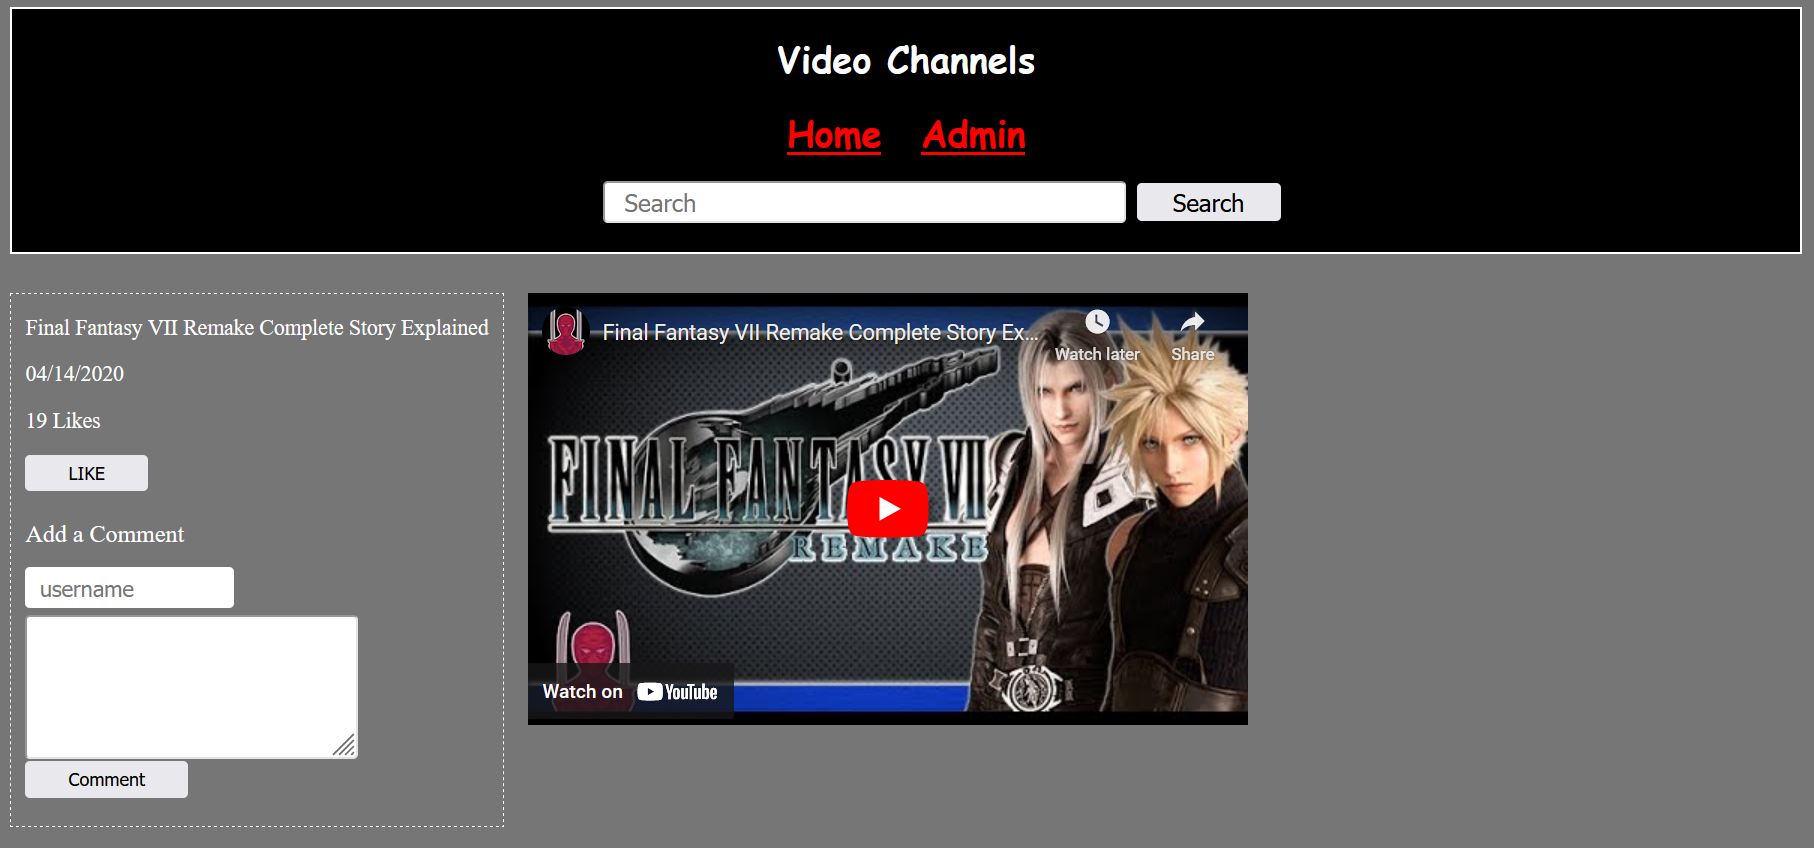 Video Channels
Home Admin
Search Search
Final Fantasy VII Remake Complete Story Explained
04/14/2020
19 Likes
LIKE
Add a Comment
username
Comment
Final Fantasy VII Remake Complete Story Ex...
Watch later Share
FINAL FANTASY VII
REMAKE
Watch on YouTube